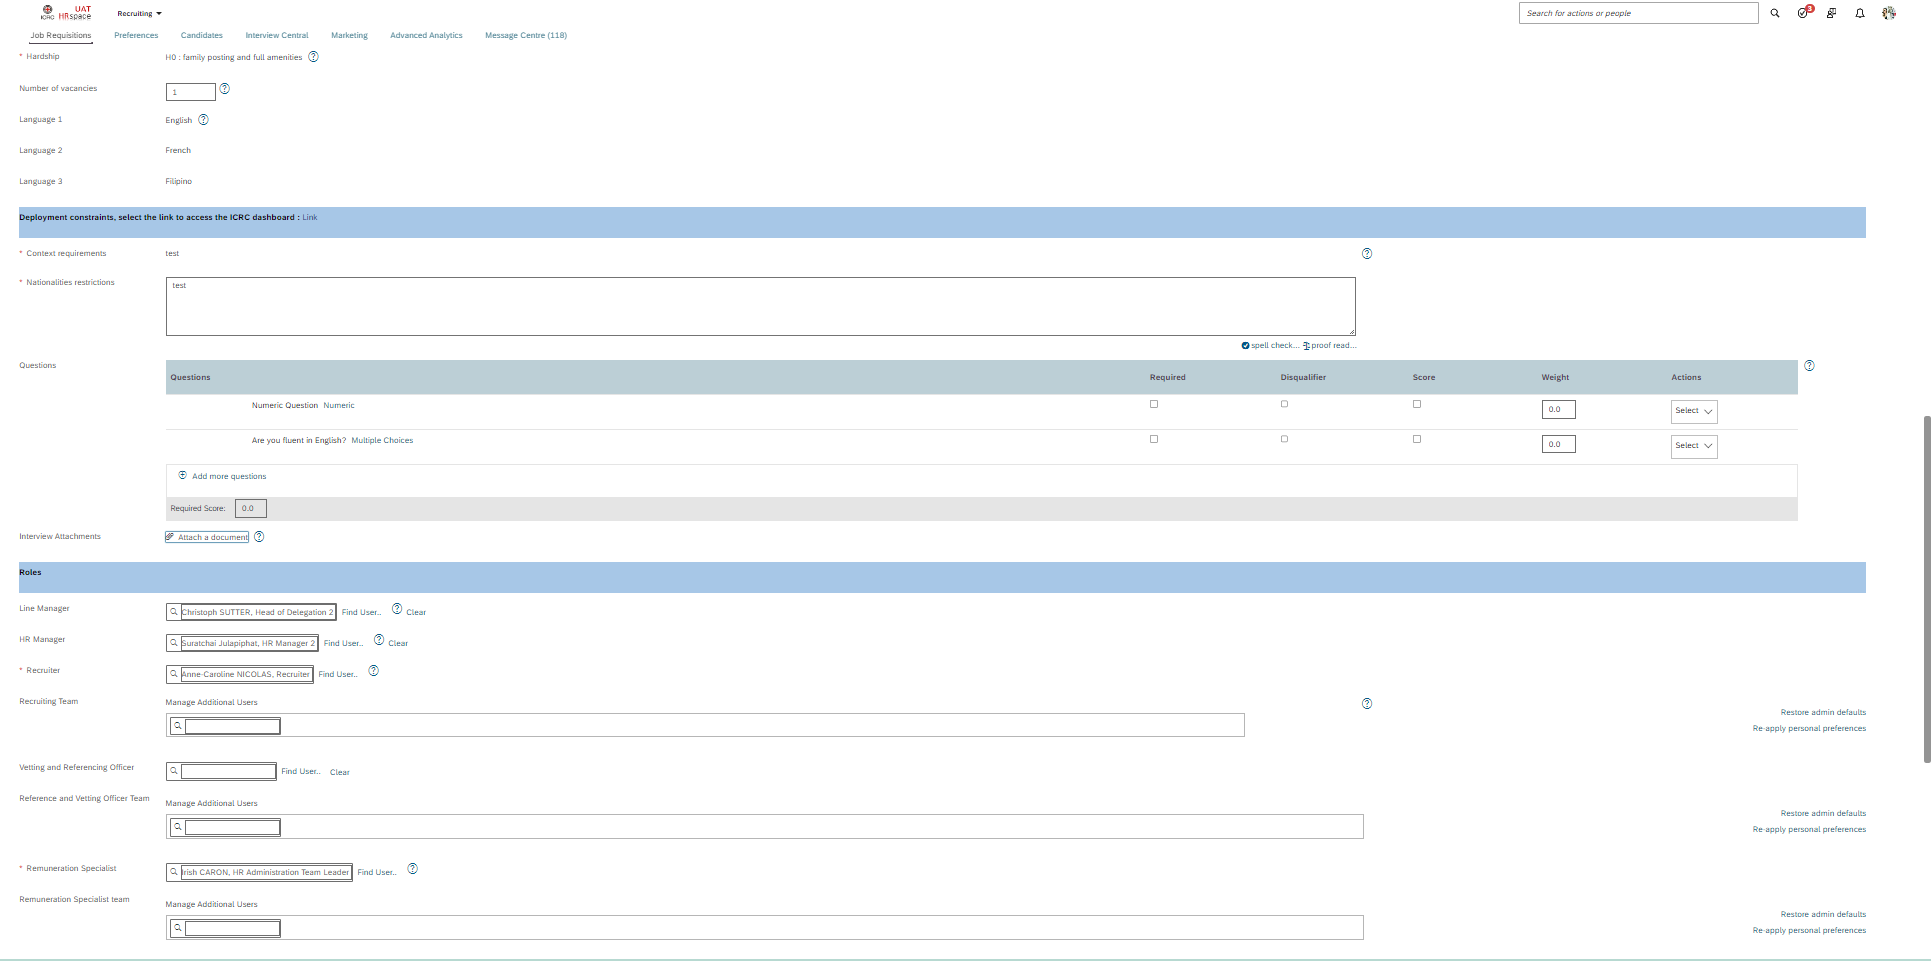 ICRC
UAT
HRspace
Recruiting
Search for actions or people
3
Job Requisitions
Preferences
Candidates
Interview Central
Marketing
Advanced Analytics
Message Centre (118)
* Hardship
H0 : family posting and full amenities
Number of vacancies
1
Language 1
English
Language 2
French
Language 3
Filipino
Deployment constraints, select the link to access the ICRC dashboard : Link
* Context requirements
test
* Nationalities restrictions
test
spell check... proof read...
Questions
Questions Required Disqualifier Score Weight Actions
Numeric Question Numeric 0.0 Select
Are you fluent in English? Multiple Choices 0.0 Select
Add more questions
Required Score: 0.0
Interview Attachments
Attach a document
Roles
Line Manager
Christoph SUTTER, Head of Delegation 2 Find User.. Clear
HR Manager
Suratchai Julapiphat, HR Manager 2 Find User.. Clear
* Recruiter
Anne-Caroline NICOLAS, Recruiter Find User..
Recruiting Team
Manage Additional Users
Restore admin defaults
Re-apply personal preferences
Vetting and Referencing Officer
Find User.. Clear
Reference and Vetting Officer Team
Manage Additional Users
Restore admin defaults
Re-apply personal preferences
* Remuneration Specialist
Irish CARON, HR Administration Team Leader Find User..
Remuneration Specialist team
Manage Additional Users
Restore admin defaults
Re-apply personal preferences